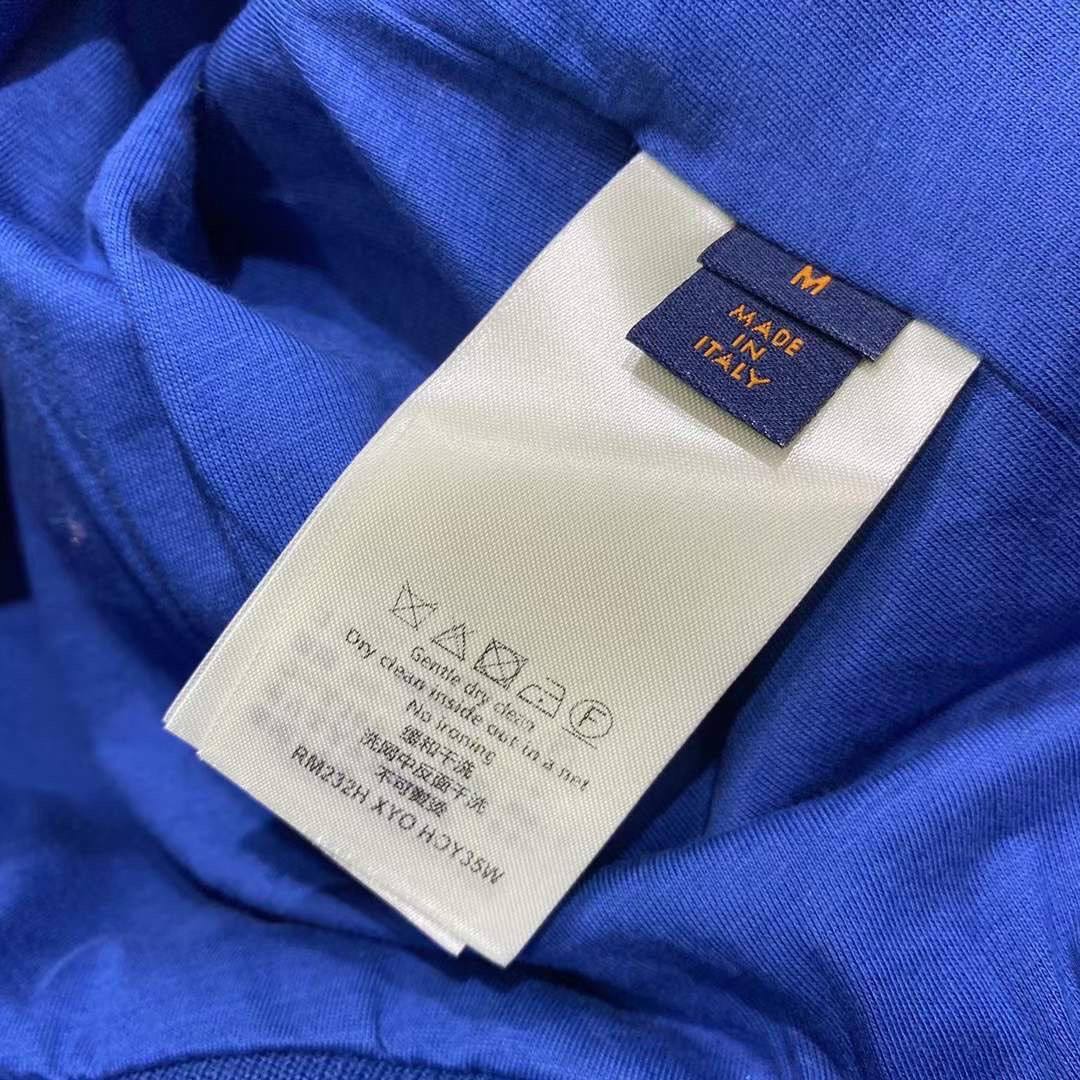 M
MADE
IN
ITALY
F
Gentle dry clean
Dry clean inside out in a net
No ironing
缓和干洗
洗网中反面干洗
不可熨烫
RM232H XYO HOY35W